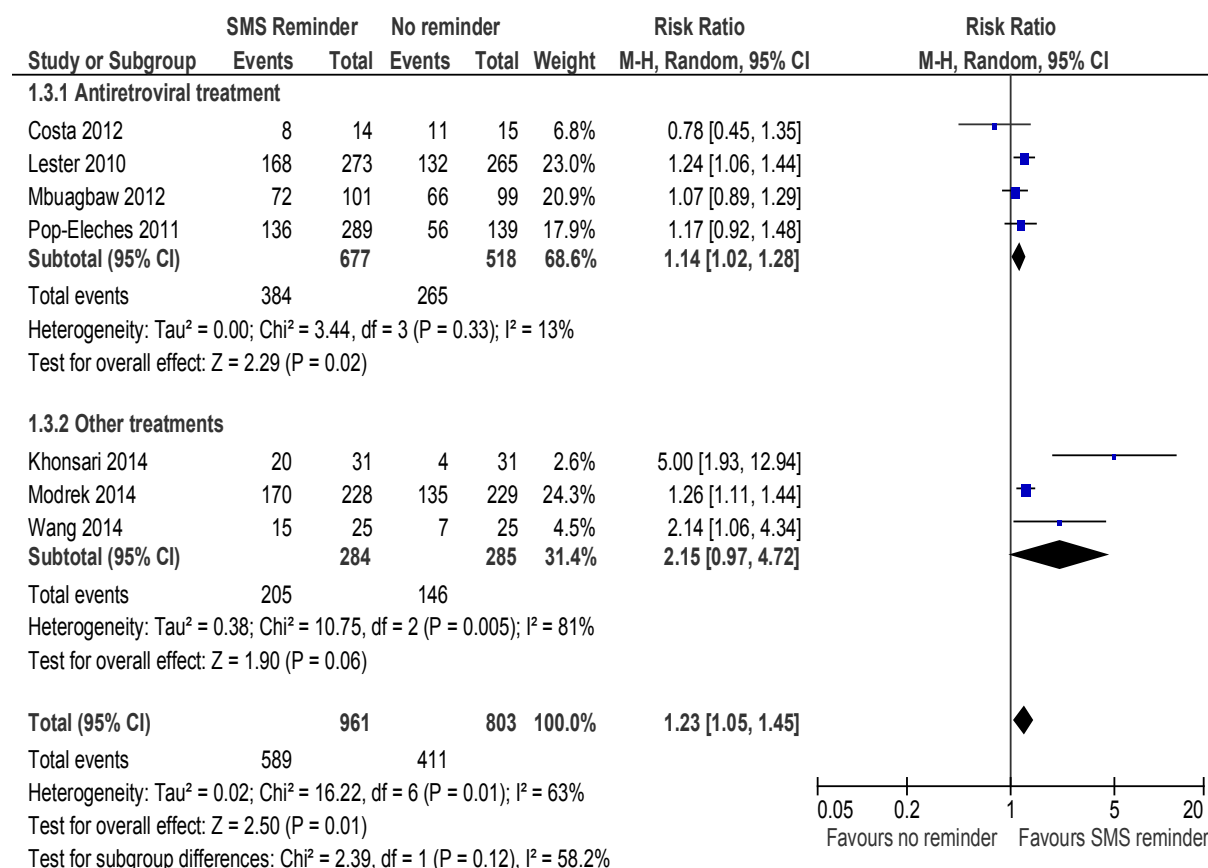 SMS Reminder No reminder Risk Ratio Risk Ratio
Study or Subgroup Events Total Events Total Weight M-H, Random, 95% CI M-H, Random, 95% CI
1.3.1 Antiretroviral treatment
Costa 2012 8 14 11 15 6.8% 0.78 [0.45, 1.35]
Lester 2010 168 273 132 265 23.0% 1.24 [1.06, 1.44]
Mbuagbaw 2012 72 101 66 99 20.9% 1.07 [0.89, 1.29]
Pop-Eleches 2011 136 289 56 139 17.9% 1.17 [0.92, 1.48]
Subtotal (95% CI) 677 518 68.6% 1.14 [1.02, 1.28]
Total events 384 265
Heterogeneity: Tau² = 0.00; Chi² = 3.44, df = 3 (P = 0.33); I² = 13%
Test for overall effect: Z = 2.29 (P = 0.02)
1.3.2 Other treatments
Khonsari 2014 20 31 4 31 2.6% 5.00 [1.93, 12.94]
Modrek 2014 170 228 135 229 24.3% 1.26 [1.11, 1.44]
Wang 2014 15 25 7 25 4.5% 2.14 [1.06, 4.34]
Subtotal (95% CI) 284 285 31.4% 2.15 [0.97, 4.72]
Total events 205 146
Heterogeneity: Tau² = 0.38; Chi² = 10.75, df = 2 (P = 0.005); I² = 81%
Test for overall effect: Z = 1.90 (P = 0.06)
Total (95% CI) 961 803 100.0% 1.23 [1.05, 1.45]
Total events 589 411
Heterogeneity: Tau² = 0.02; Chi² = 16.22, df = 6 (P = 0.01); I² = 63%
Test for overall effect: Z = 2.50 (P = 0.01)
Test for subgroup differences: Chi² = 2.39, df = 1 (P = 0.12), I² = 58.2%
0.05 0.2 1 5 20
Favours no reminder Favours SMS reminder